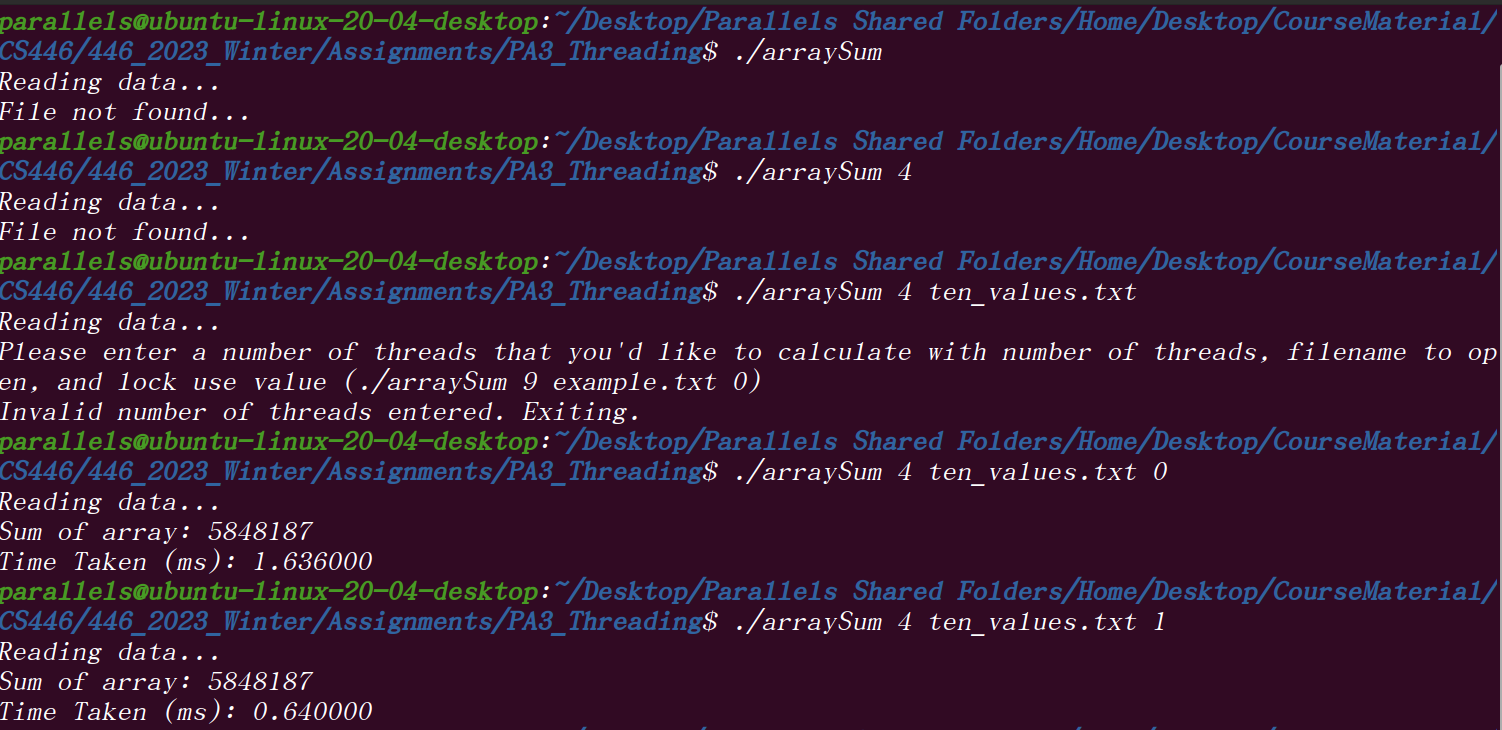 parallels@ubuntu-linux-20-04-desktop:~/Desktop/Parallels Shared Folders/Home/Desktop/CourseMaterial/
CS446/446_2023_Winter/Assignments/PA3_Threading$ ./arraySum
Reading data...
File not found...
parallels@ubuntu-linux-20-04-desktop:~/Desktop/Parallels Shared Folders/Home/Desktop/CourseMaterial/
CS446/446_2023_Winter/Assignments/PA3_Threading$ ./arraySum 4
Reading data...
File not found...
parallels@ubuntu-linux-20-04-desktop:~/Desktop/Parallels Shared Folders/Home/Desktop/CourseMaterial/
CS446/446_2023_Winter/Assignments/PA3_Threading$ ./arraySum 4 ten_values.txt
Reading data...
Please enter a number of threads that you'd like to calculate with number of threads, filename to op
en, and lock use value (./arraySum 9 example.txt 0)
Invalid number of threads entered. Exiting.
parallels@ubuntu-linux-20-04-desktop:~/Desktop/Parallels Shared Folders/Home/Desktop/CourseMaterial/
CS446/446_2023_Winter/Assignments/PA3_Threading$ ./arraySum 4 ten_values.txt 0
Reading data...
Sum of array: 5848187
Time Taken (ms): 1.636000
parallels@ubuntu-linux-20-04-desktop:~/Desktop/Parallels Shared Folders/Home/Desktop/CourseMaterial/
CS446/446_2023_Winter/Assignments/PA3_Threading$ ./arraySum 4 ten_values.txt 1
Reading data...
Sum of array: 5848187
Time Taken (ms): 0.640000